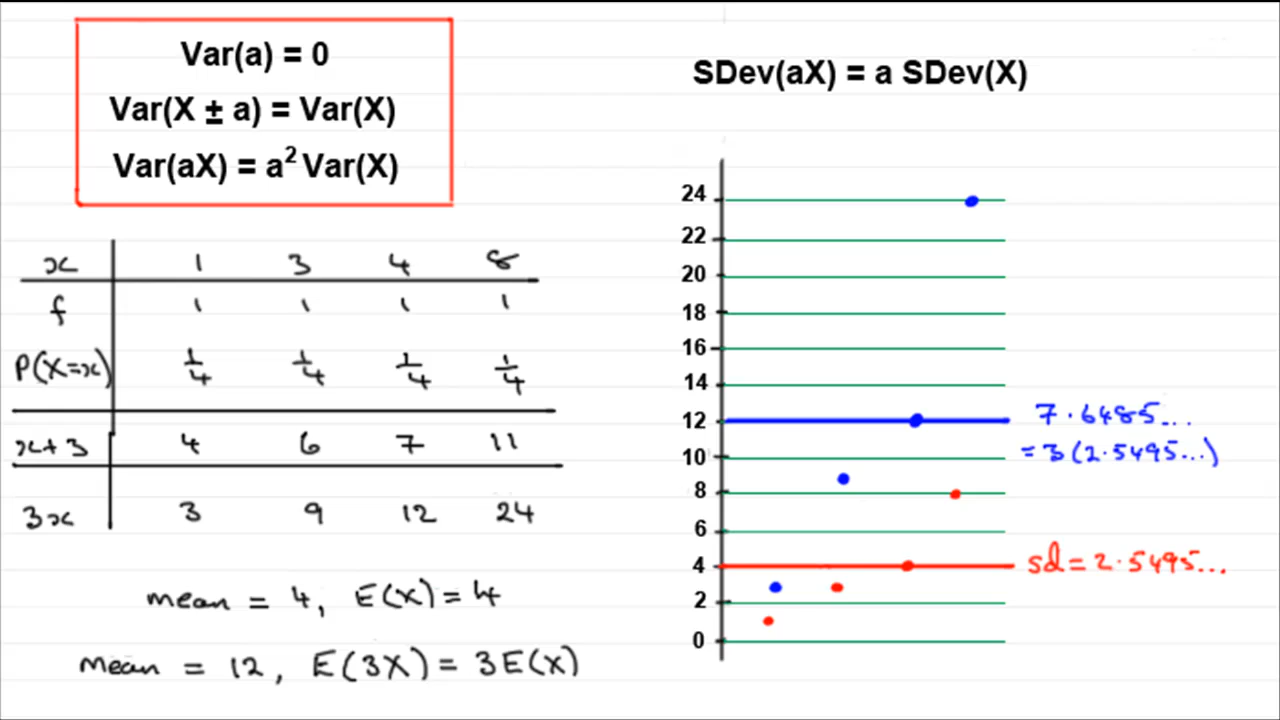 Var(a) = 0
Var(X ± a) = Var(X)
Var(aX) = a² Var(X)
x 1 3 4 8
f 1 1 1 1
P(X=x) 1/4 1/4 1/4 1/4
x+3 4 6 7 11
3x 3 9 12 24
mean = 4, E(X) = 4
mean = 12, E(3X) = 3E(X)
SDev(aX) = a SDev(X)
24
22
20
18
16
14
12
10
8
6
4
2
0
7.6485...
= 3(2.5495...)
sd = 2.5495...